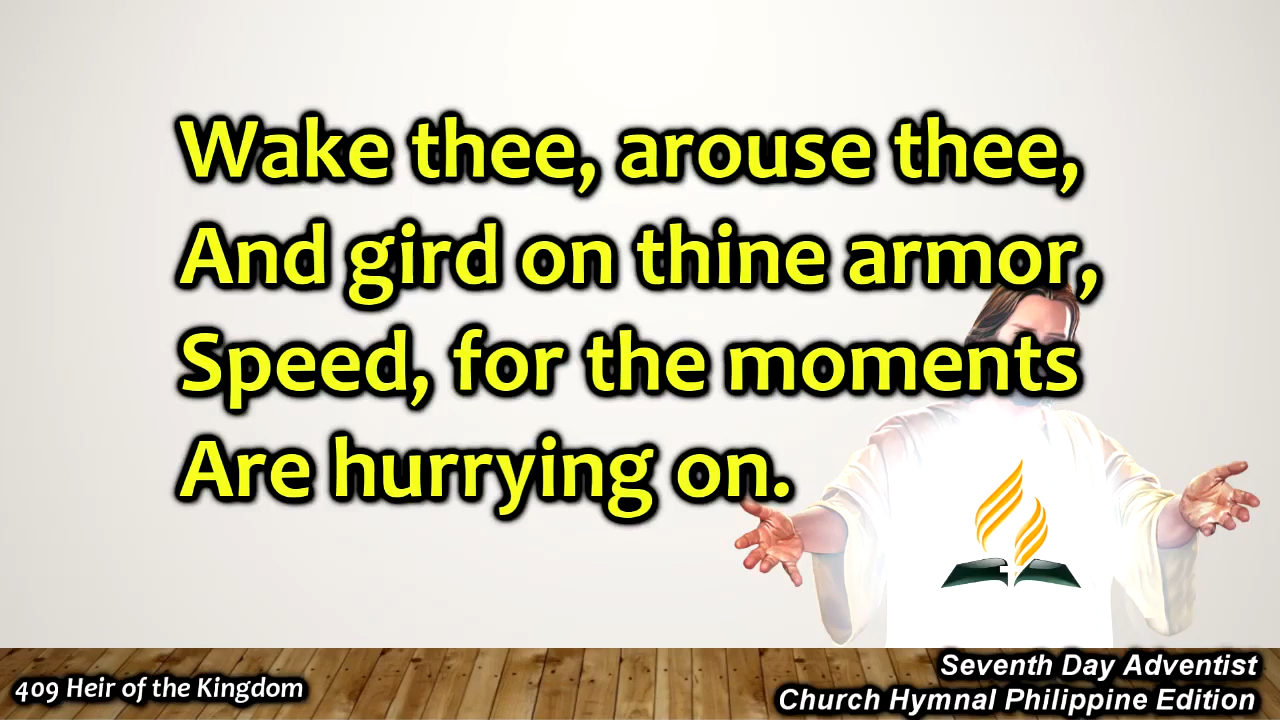 Wake thee, arouse thee,
And gird on thine armor,
Speed, for the moments
Are hurrying on.
409 Heir of the Kingdom
Seventh Day Adventist
Church Hymnal Philippine Edition